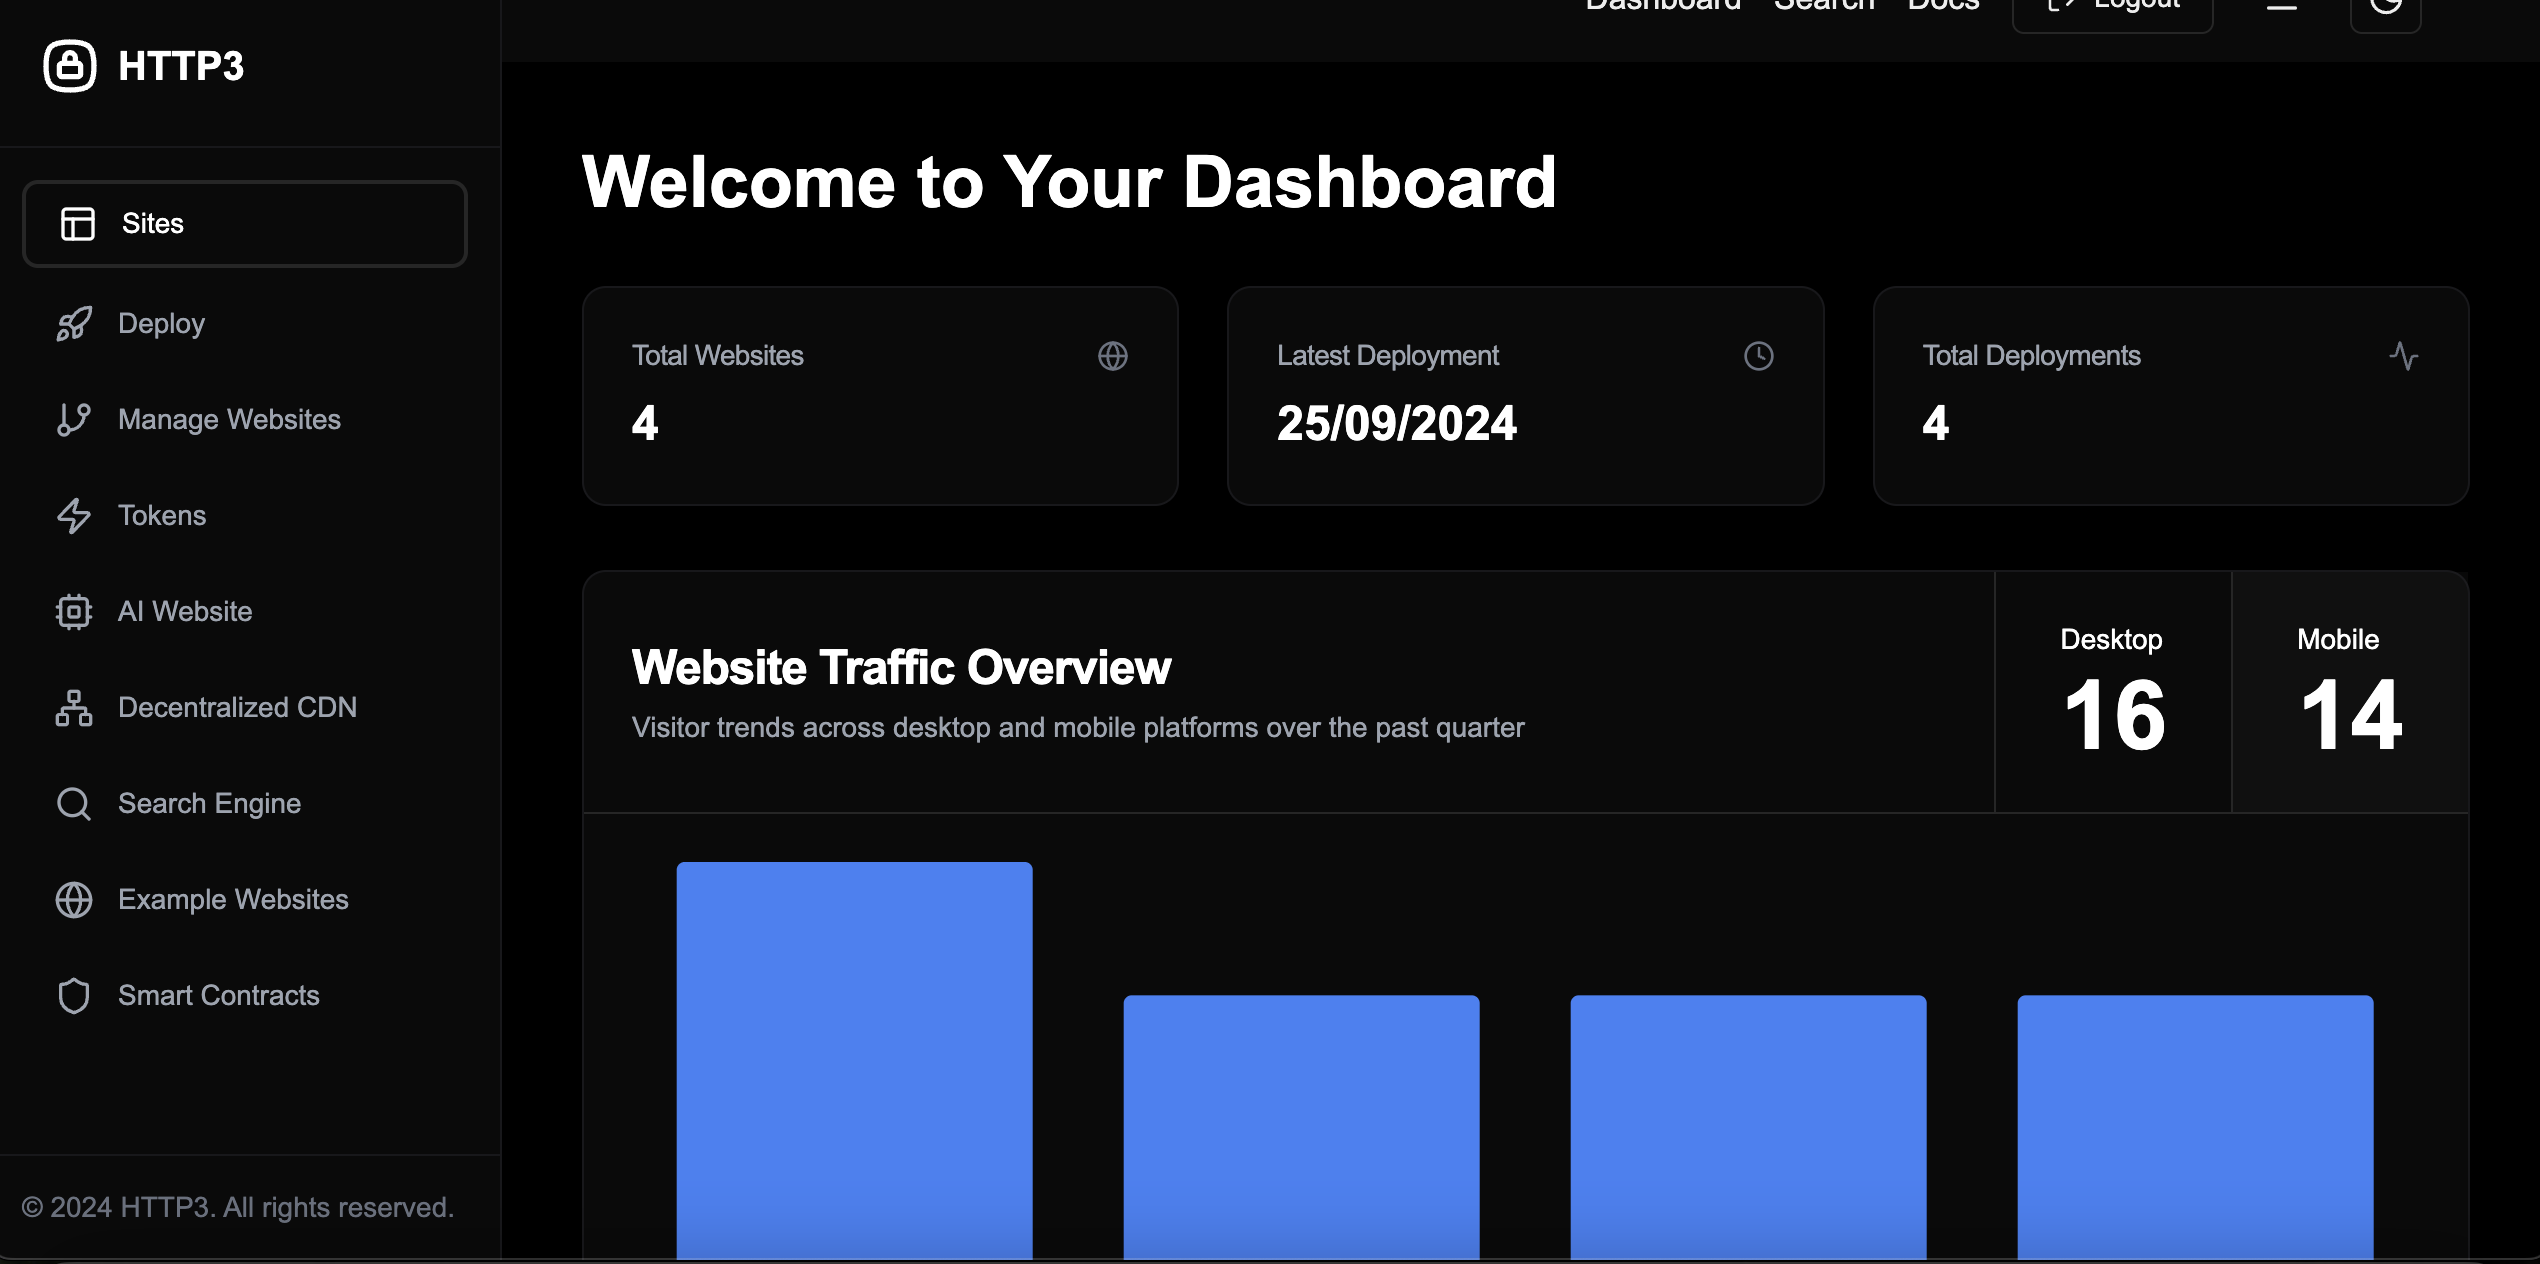 Dashboard Search Docs Logout
HTTP3
Sites
Deploy
Manage Websites
Tokens
AI Website
Decentralized CDN
Search Engine
Example Websites
Smart Contracts
© 2024 HTTP3. All rights reserved.
Welcome to Your Dashboard
Total Websites
4
Latest Deployment
25/09/2024
Total Deployments
4
Website Traffic Overview
Visitor trends across desktop and mobile platforms over the past quarter
Desktop
16
Mobile
14